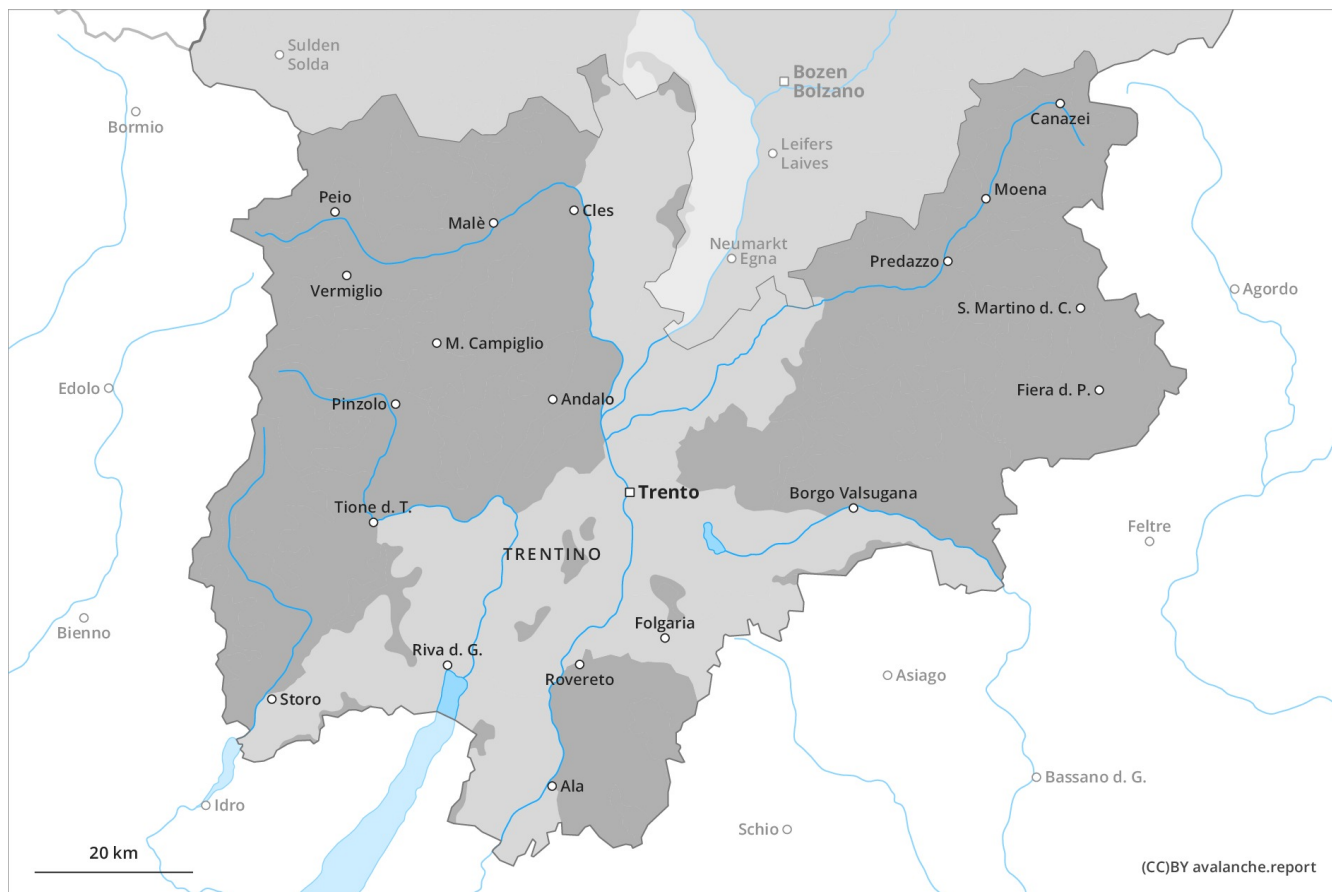 Sulden
Solda
Bozen
Bolzano
Bormio
Canazei
Leifers
Laives
Peio
Moena
Malè
Cles
Neumarkt
Egna
Predazzo
Vermiglio
Agordo
S. Martino d. C.
M. Campiglio
Edolo
Fiera d. P.
Andalo
Pinzolo
Trento
Borgo Valsugana
Tione d. T.
Feltre
TRENTINO
Bienno
Folgaria
Riva d. G.
Rovereto
Asiago
Storo
Bassano d. G.
Ala
Idro
Schio
20 km
(CC)BY avalanche.report